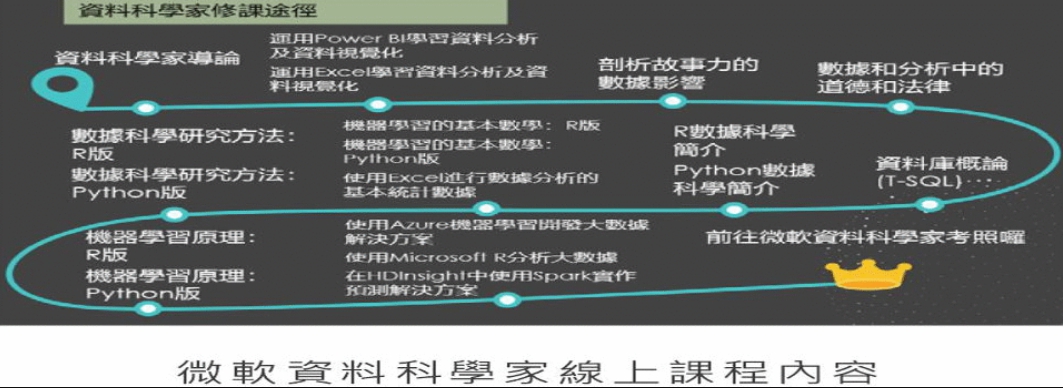 資料科學家修課途徑
資料科學家導論
運用Power BI學習資料分析
及資料視覺化
運用Excel學習資料分析及資
料視覺化
剖析故事力的
數據影響
數據和分析中的
道德和法律
數據科學研究方法:
R版
數據科學研究方法:
Python版
機器學習的基本數學: R版
機器學習的基本數學:
Python版
使用Excel進行數據分析的
基本統計數據
R數據科學
簡介
Python數據
科學簡介
資料庫概論
(T-SQL)
機器學習原理:
R版
機器學習原理:
Python版
使用Azure機器學習開發大數據
解決方案
使用Microsoft R分析大數據
在HDInsight中使用Spark實作
預測解決方案
前往微軟資料科學家考照囉
微軟資料科學家線上課程內容